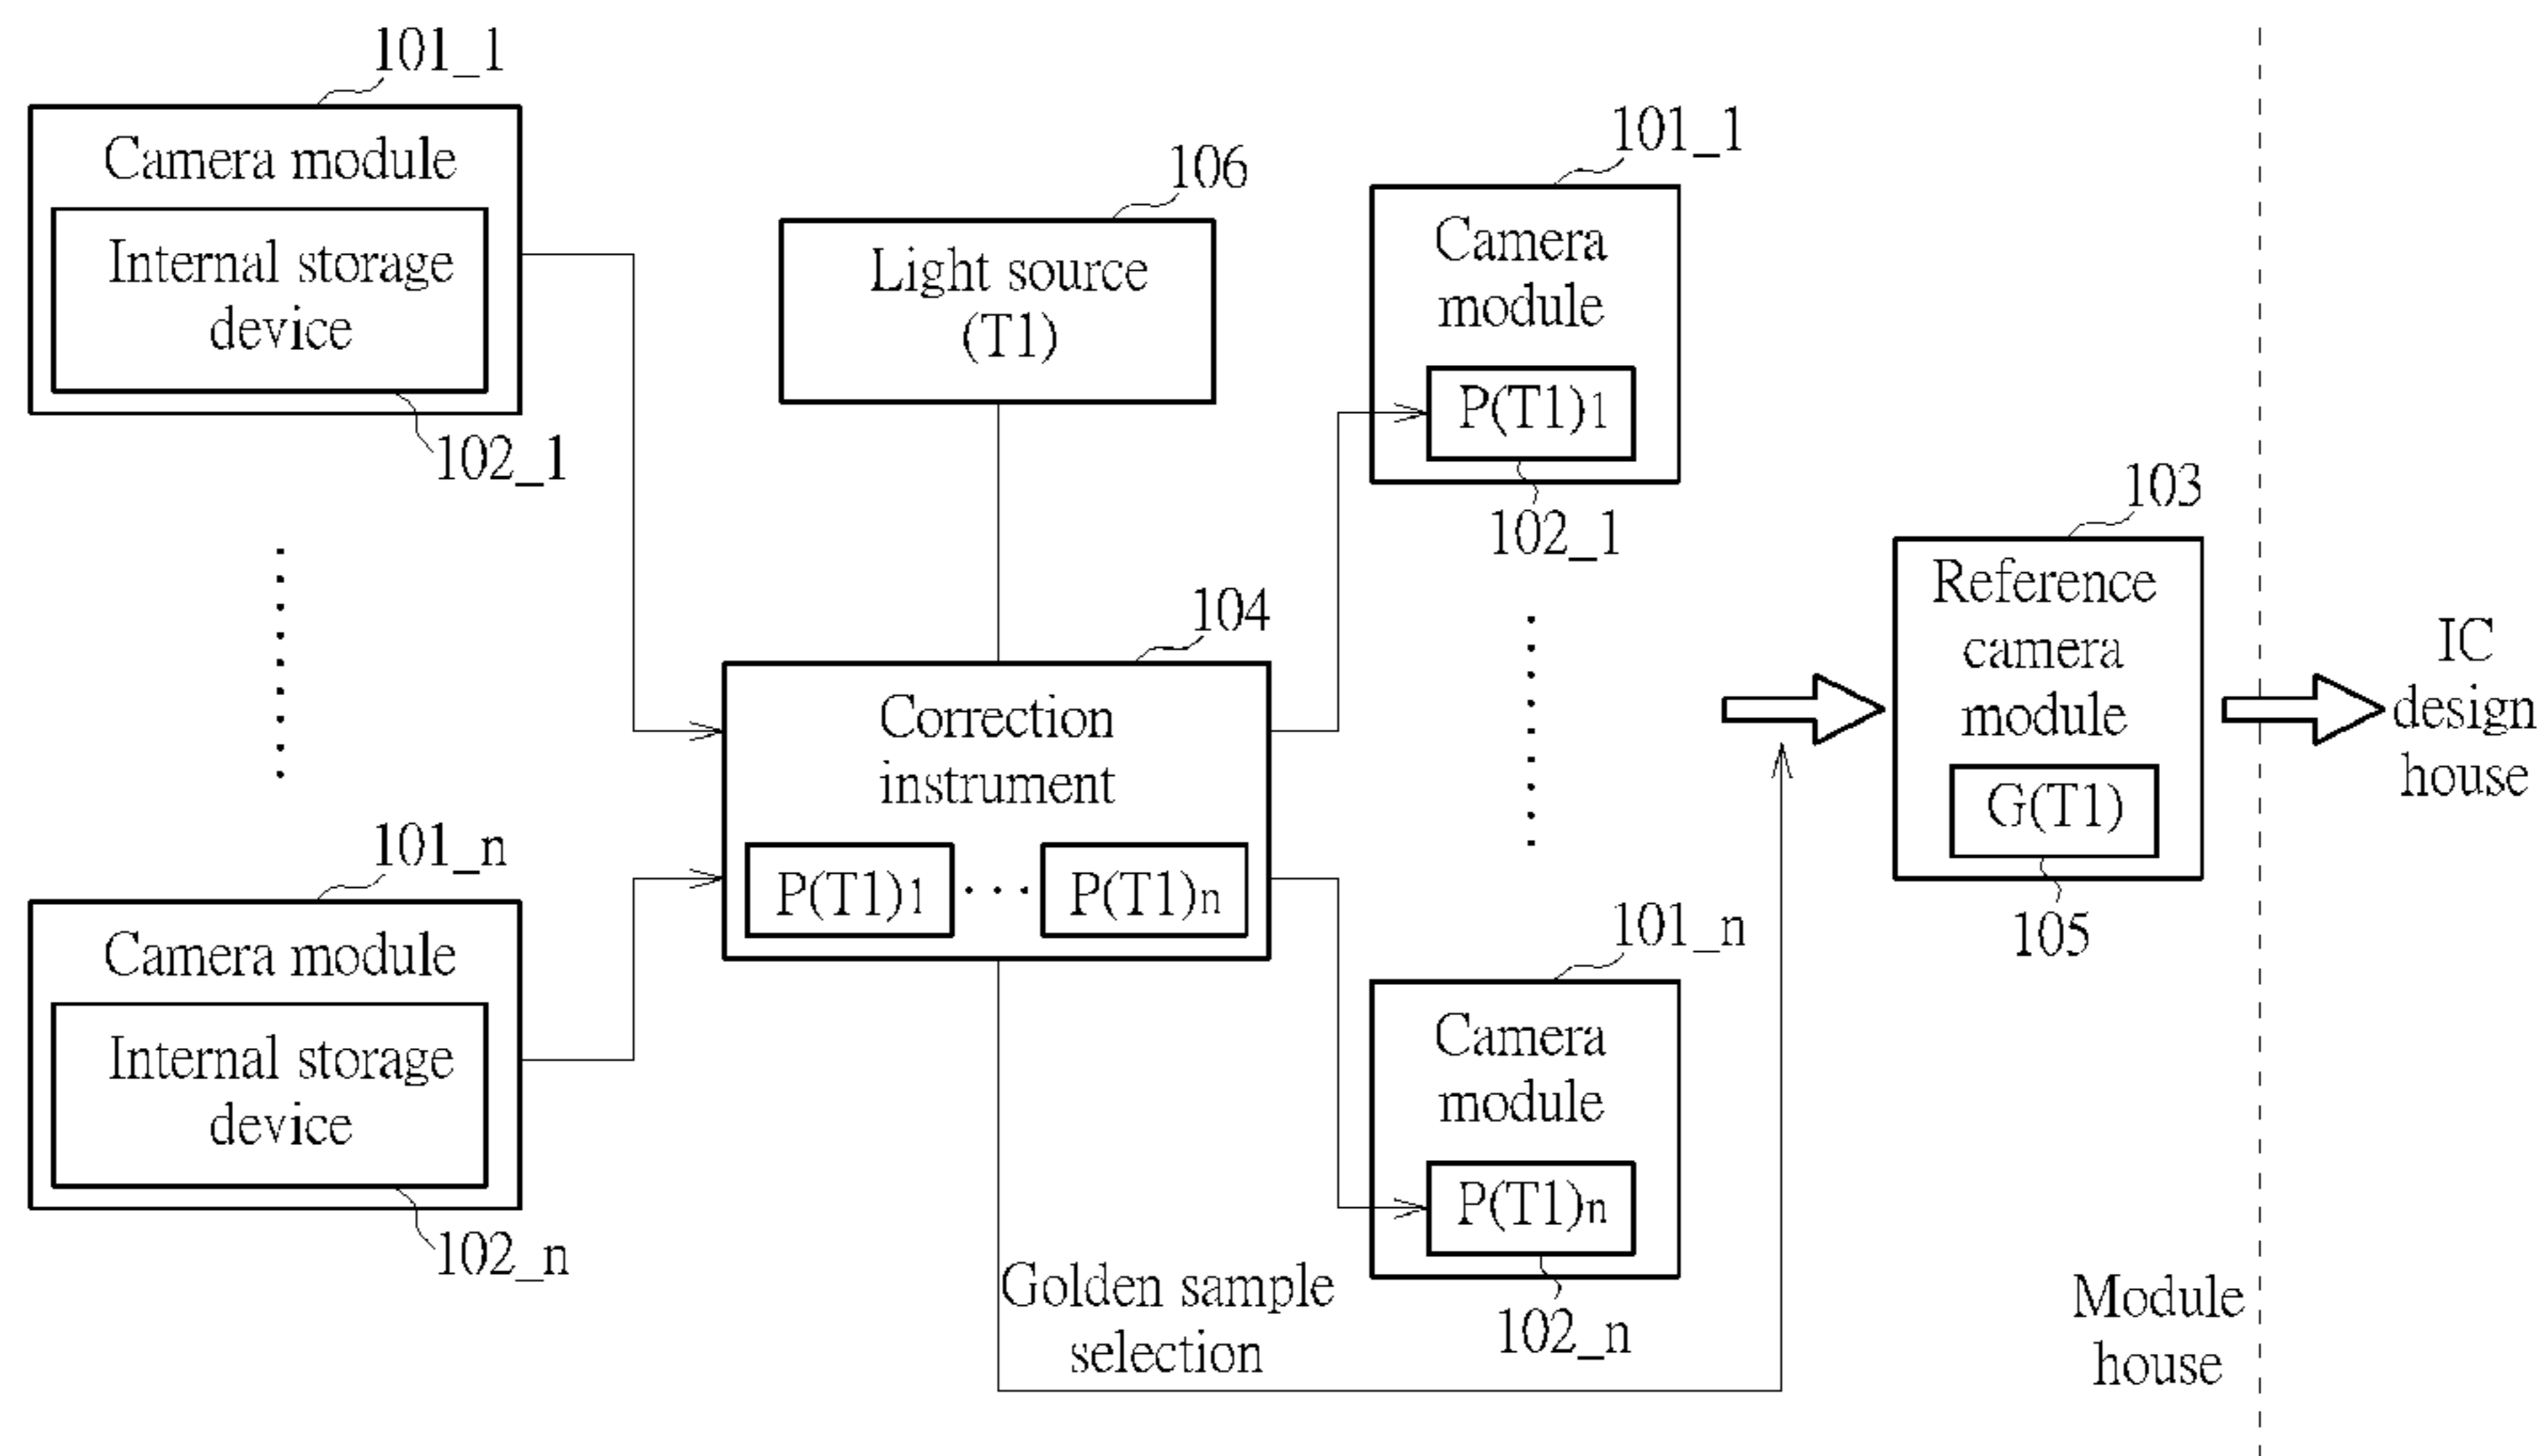 101_1
Camera module
Internal storage
device
102_1
101_n
Camera module
Internal storage
device
102_n
106
Light source
(T1)
104
Correction
instrument
P(T1)1 ··· P(T1)n
Golden sample
selection
101_1
Camera
module
P(T1)1
102_1
101_n
Camera
module
P(T1)n
102_n
103
Reference
camera
module
G(T1)
105
Module
house
IC
design
house